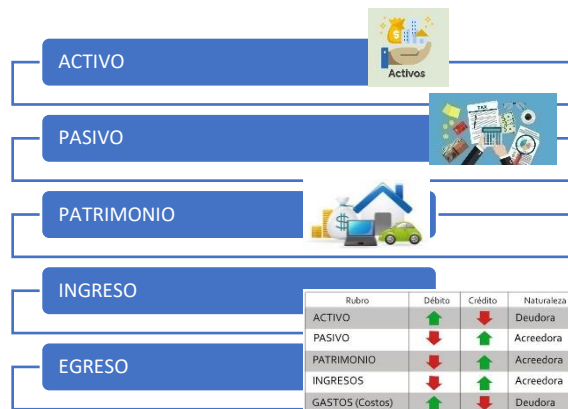 ACTIVO
Activos
PASIVO
TAX
PATRIMONIO
INGRESO
EGRESO
Rubro Débito Crédito Naturaleza
ACTIVO Deudora
PASIVO Acreedora
PATRIMONIO Acreedora
INGRESOS Acreedora
GASTOS (Costos) Deudora